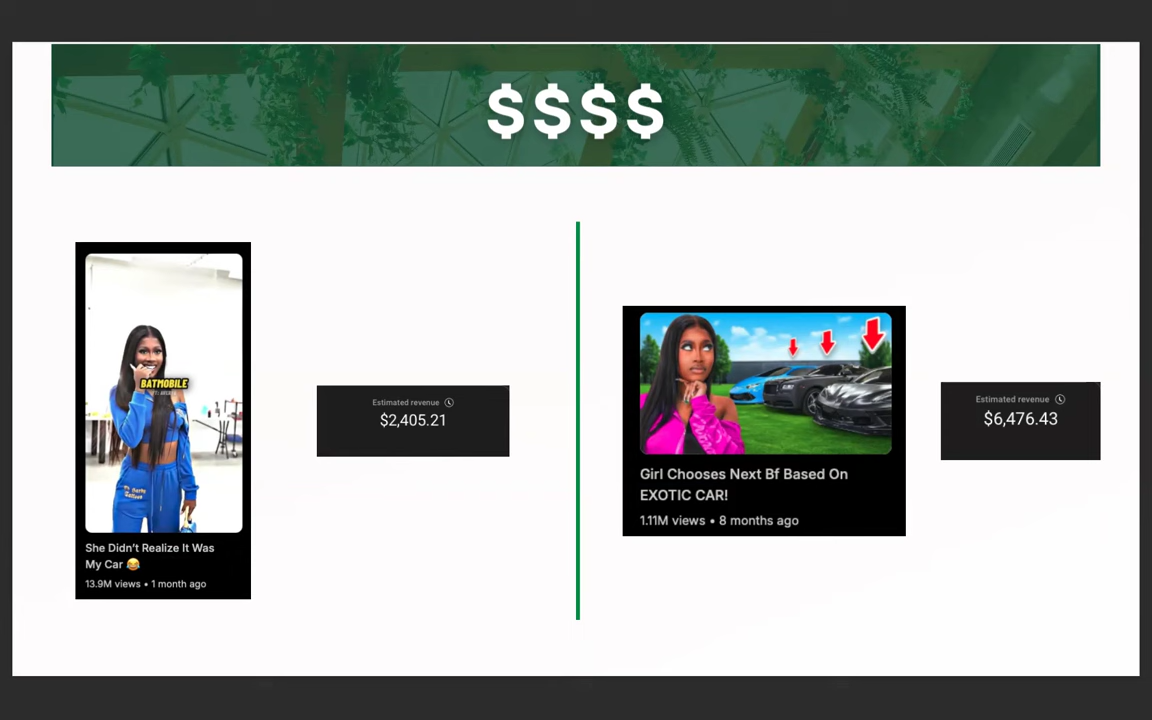 $$$$
BATMOBILE
She Didn't Realize It Was
My Car 😂
13.9M views • 1 month ago
Estimated revenue
$2,405.21
Girl Chooses Next Bf Based On
EXOTIC CAR!
1.11M views • 8 months ago
Estimated revenue
$6,476.43